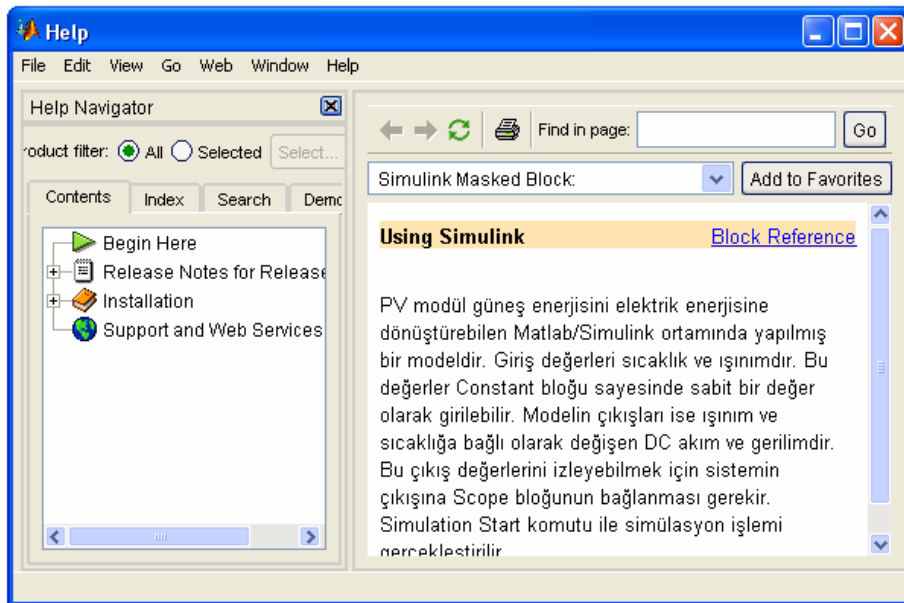 Help
File Edit View Go Web Window Help
Help Navigator
roduct filter: All Selected Select...
Contents Index Search Demo
Begin Here
Release Notes for Release
Installation
Support and Web Services
Find in page: Go
Simulink Masked Block: Add to Favorites
Using Simulink Block Reference
PV modül güneş enerjisini elektrik enerjisine
dönüştürebilen Matlab/Simulink ortamında yapılmış
bir modeldir. Giriş değerleri sıcaklık ve ışınımdır. Bu
değerler Constant bloğu sayesinde sabit bir değer
olarak girilebilir. Modelin çıkışları ise ışınım ve
sıcaklığa bağlı olarak değişen DC akım ve gerilimdir.
Bu çıkış değerlerini izleyebilmek için sistemin
çıkışına Scope bloğunun bağlanması gerekir.
Simulation Start komutu ile simülasyon işlemi
gerçekleştirilir